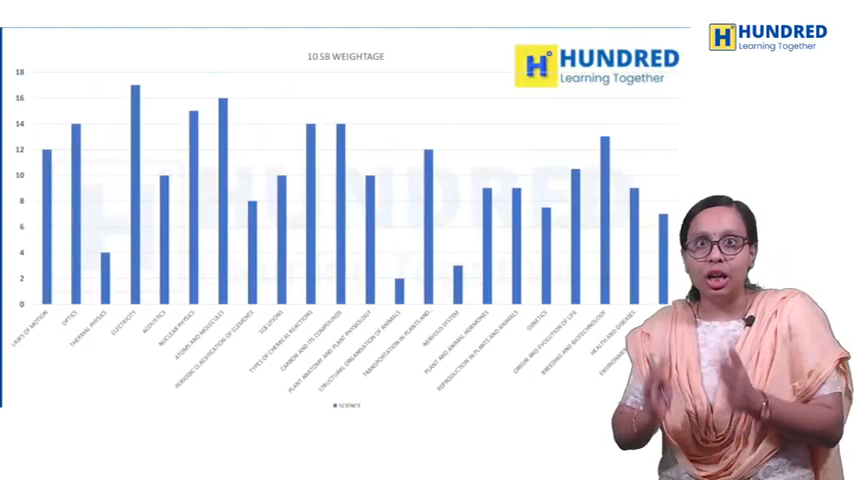 HUNDRED
Learning Together
10 SB WEIGHTAGE
HUNDRED
Learning Together
18
16
14
12
10
8
6
4
2
0
LAWS OF MOTION
OPTICS
THERMAL PHYSICS
ELECTRICITY
ACOUSTICS
NUCLEAR PHYSICS
ATOMS AND MOLECULES
PERIODIC CLASSIFICATION OF ELEMENTS
SOLUTIONS
TYPES OF CHEMICAL REACTIONS
CARBON AND ITS COMPOUNDS
PLANT ANATOMY AND PLANT PHYSIOLOGY
STRUCTURAL ORGANISATION OF ANIMALS
TRANSPORTATION IN PLANTS AND...
NERVOUS SYSTEM
PLANT AND ANIMAL HORMONES
REPRODUCTION IN PLANTS AND ANIMALS
GENETICS
ORIGIN AND EVOLUTION OF LIFE
BREEDING AND BIOTECHNOLOGY
HEALTH AND DISEASES
SCIENCE